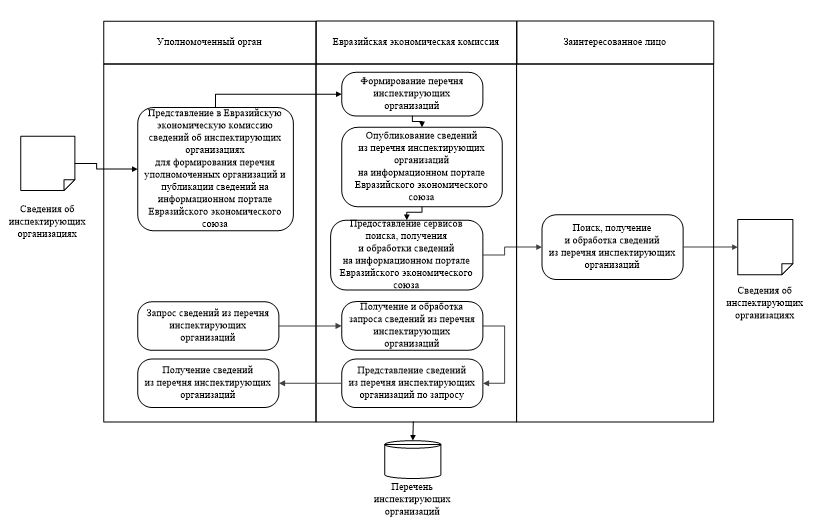 Уполномоченный орган
Евразийская экономическая комиссия
Заинтересованное лицо
Сведения об
инспектирующих
организациях
Представление в Евразийскую
экономическую комиссию
сведений об инспектирующих
организациях
для формирования перечня
уполномоченных организаций и
публикации сведений на
информационном портале
Евразийского экономического
союза
Формирование перечня
инспектирующих
организаций
Опубликование сведений
из перечня инспектирующих
организаций
на информационном портале
Евразийского экономического
союза
Предоставление сервисов
поиска, получения
и обработки сведений
на информационном портале
Евразийского экономического
союза
Поиск, получение
и обработка сведений
из перечня инспектирующих
организаций
Сведения об
инспектирующих
организациях
Запрос сведений из перечня
инспектирующих
организаций
Получение и обработка
запроса сведений из перечня
инспектирующих
организаций
Получение сведений
из перечня инспектирующих
организаций
Представление сведений
из перечня инспектирующих
организаций по запросу
Перечень
инспектирующих
организаций